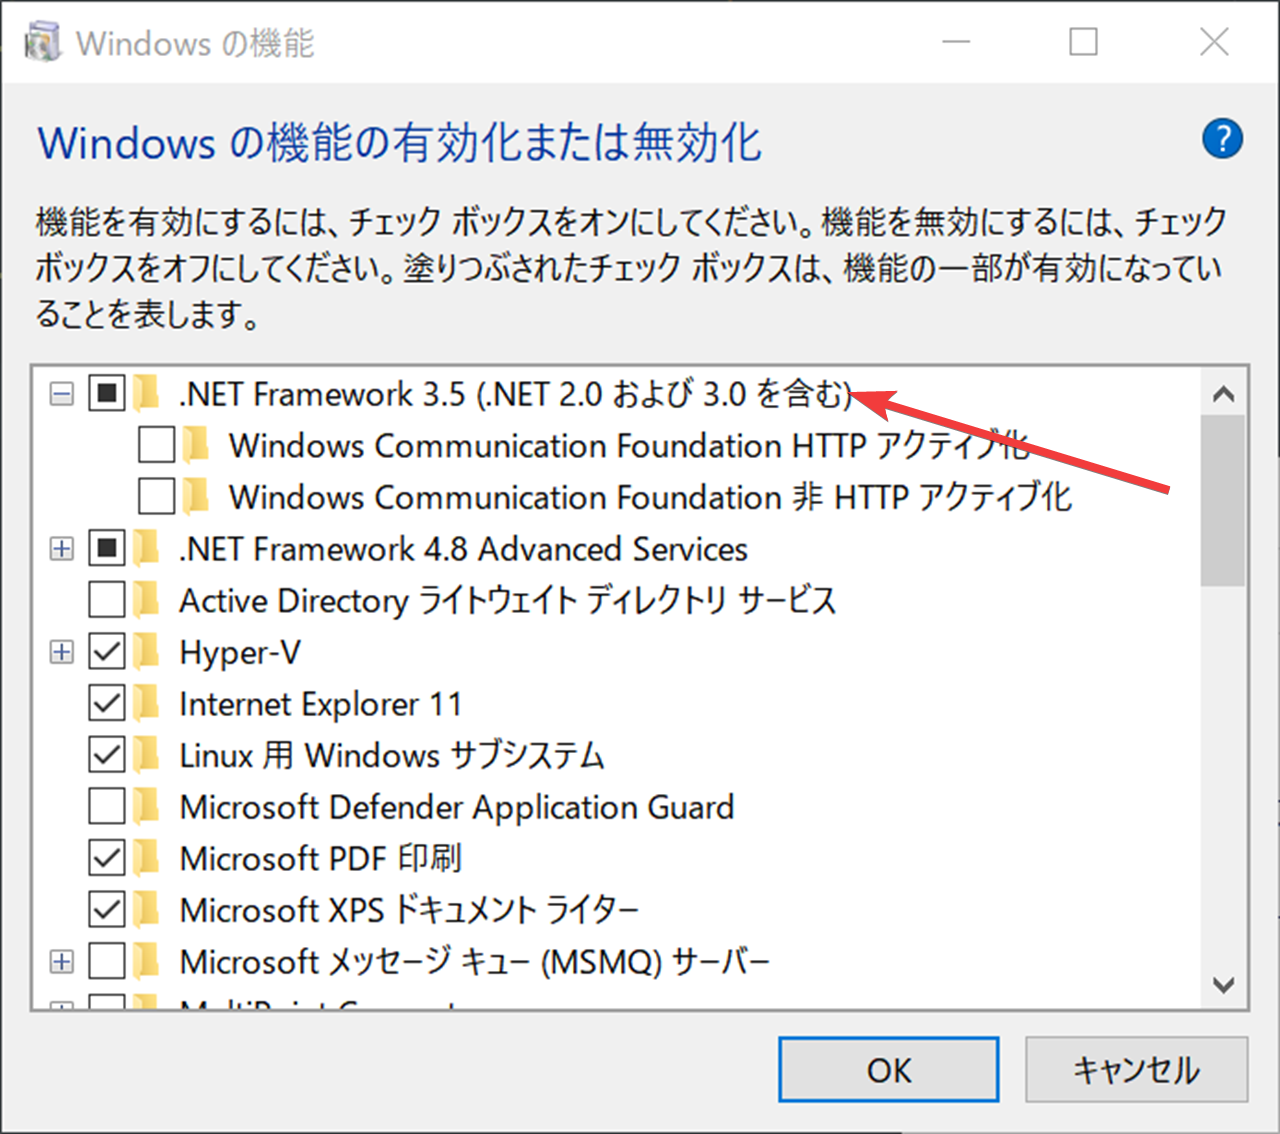 Windows の機能
Windows の機能の有効化または無効化
機能を有効にするには、チェック ボックスをオンにしてください。機能を無効にするには、チェック
ボックスをオフにしてください。塗りつぶされたチェック ボックスは、機能の一部が有効になってい
ることを表します。
.NET Framework 3.5 (.NET 2.0 および 3.0 を含む)
Windows Communication Foundation HTTP アクティブ化
Windows Communication Foundation 非 HTTP アクティブ化
.NET Framework 4.8 Advanced Services
Active Directory ライトウェイト ディレクトリ サービス
Hyper-V
Internet Explorer 11
Linux 用 Windows サブシステム
Microsoft Defender Application Guard
Microsoft PDF 印刷
Microsoft XPS ドキュメント ライター
Microsoft メッセージ キュー (MSMQ) サーバー
OK
キャンセル